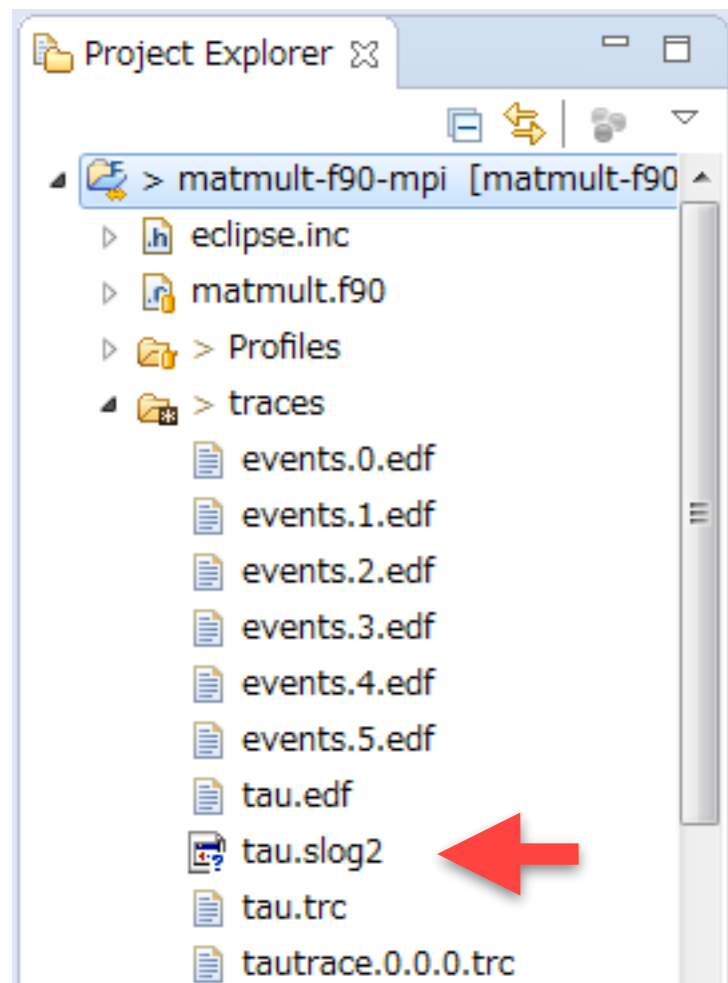 Project Explorer
> matmult-f90-mpi [matmult-f90
eclipse.inc
matmult.f90
> Profiles
> traces
events.0.edf
events.1.edf
events.2.edf
events.3.edf
events.4.edf
events.5.edf
tau.edf
tau.slog2
tau.trc
tautrace.0.0.0.trc